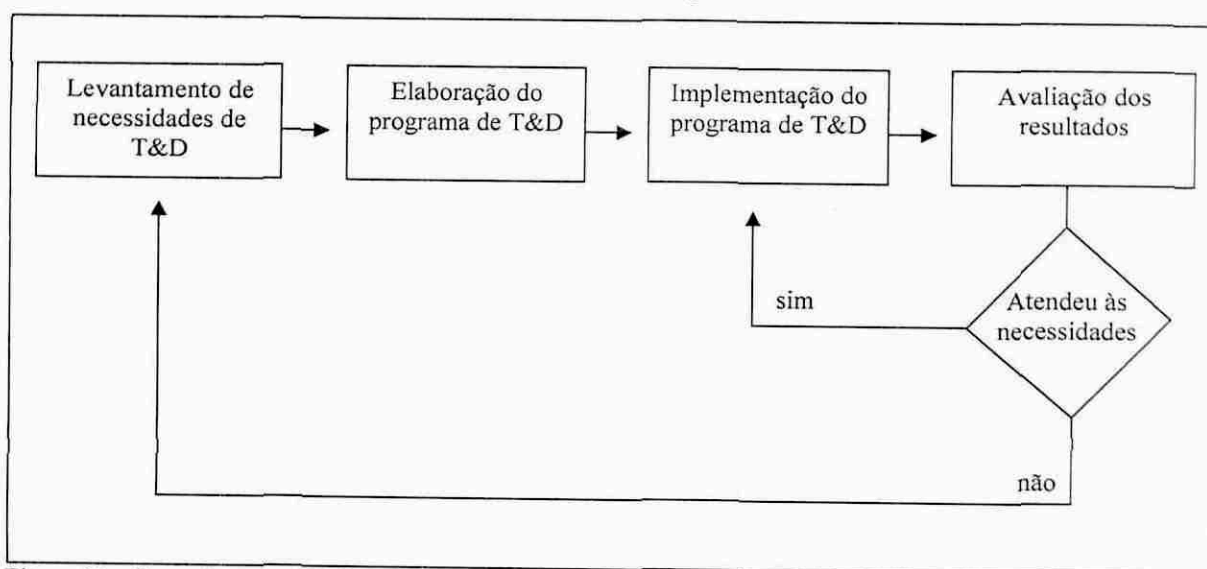 Levantamento de
necessidades de
T&D
Elaboração do
programa de T&D
Implementação do
programa de T&D
Avaliação dos
resultados
sim
Atendeu às
necessidades
não